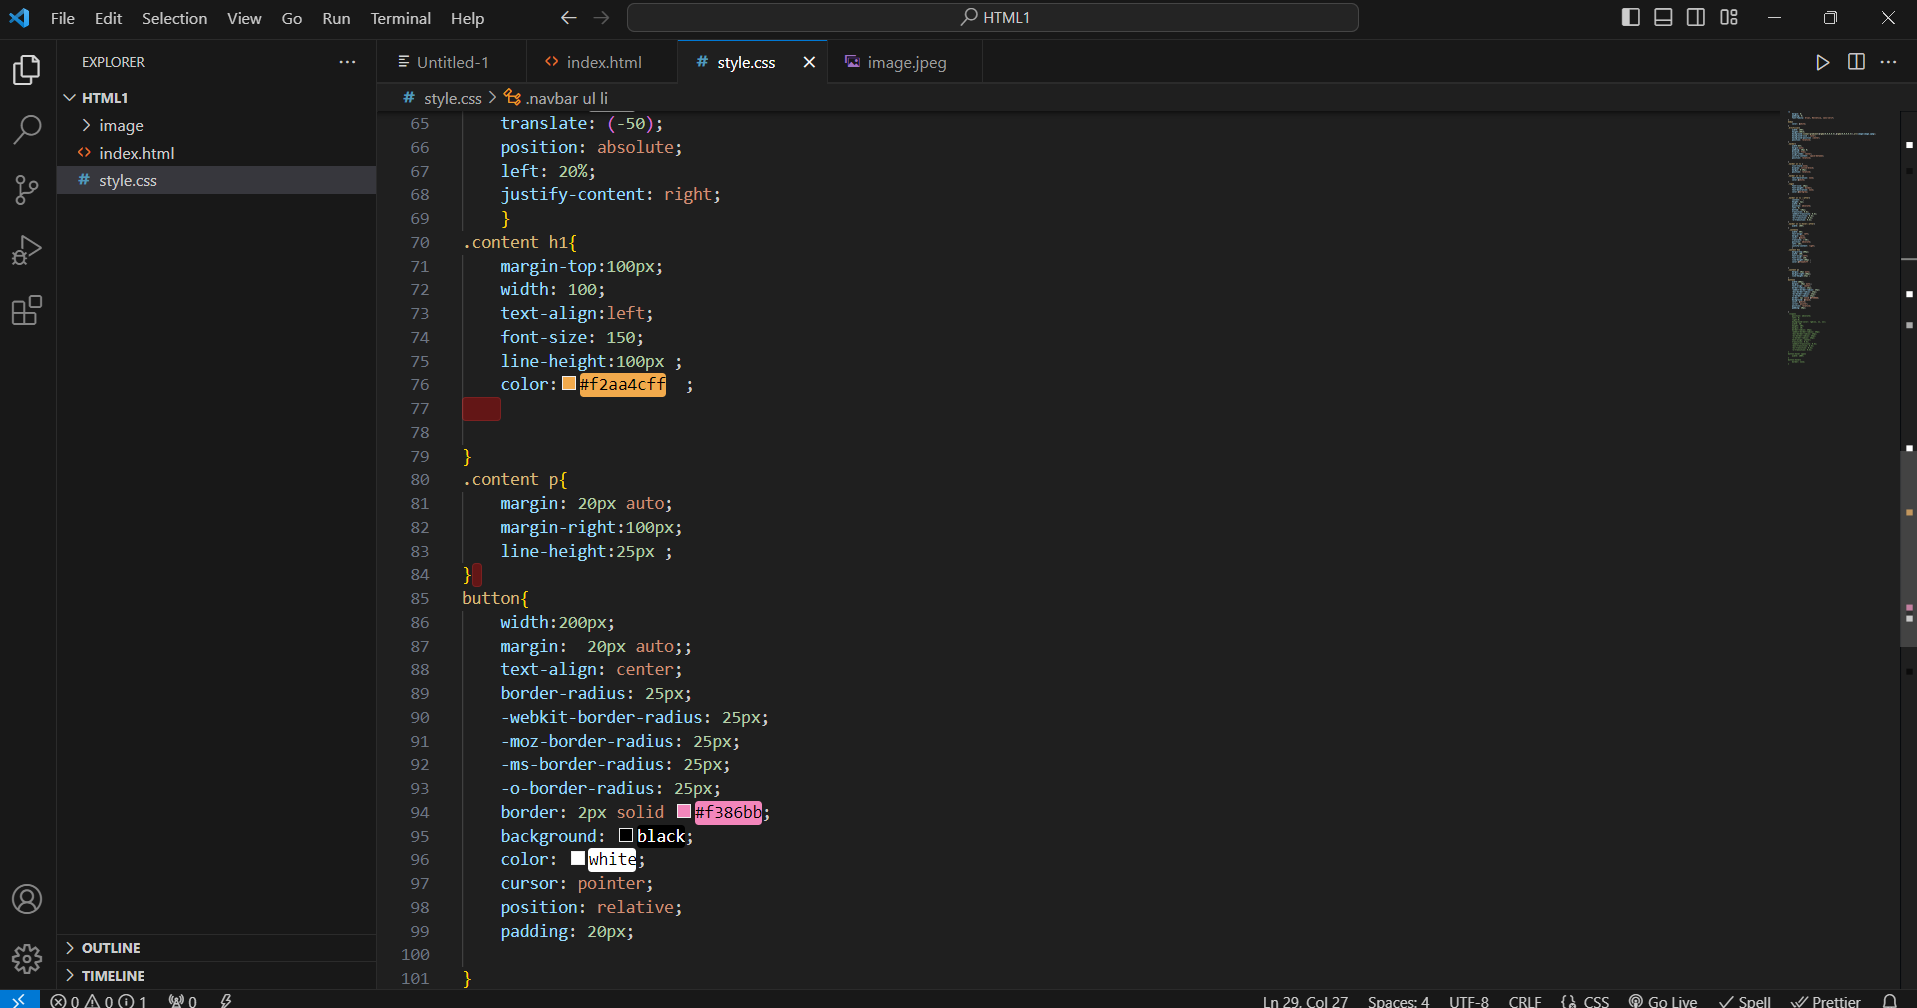 File Edit Selection View Go Run Terminal Help
HTML1
EXPLORER
Untitled-1
index.html
style.css
image.jpeg
HTML1
image
index.html
style.css
OUTLINE
TIMELINE
# style.css > .navbar ul li
65 translate: (-50);
66 position: absolute;
67 left: 20%;
68 justify-content: right;
69 }
70 .content h1{
71 margin-top:100px;
72 width: 100;
73 text-align:left;
74 font-size: 150;
75 line-height:100px ;
76 color: #f2aa4cff  ;
77
78
79 }
80 .content p{
81 margin: 20px auto;
82 margin-right:100px;
83 line-height:25px ;
84 }
85 button{
86 width:200px;
87 margin:  20px auto;;
88 text-align: center;
89 border-radius: 25px;
90 -webkit-border-radius: 25px;
91 -moz-border-radius: 25px;
92 -ms-border-radius: 25px;
93 -o-border-radius: 25px;
94 border: 2px solid #f386bb;
95 background: black;
96 color: white;
97 cursor: pointer;
98 position: relative;
99 padding: 20px;
100
101 }
0 0 1 0
Ln 29, Col 27 Spaces: 4 UTF-8 CRLF {} CSS Go Live Spell Prettier